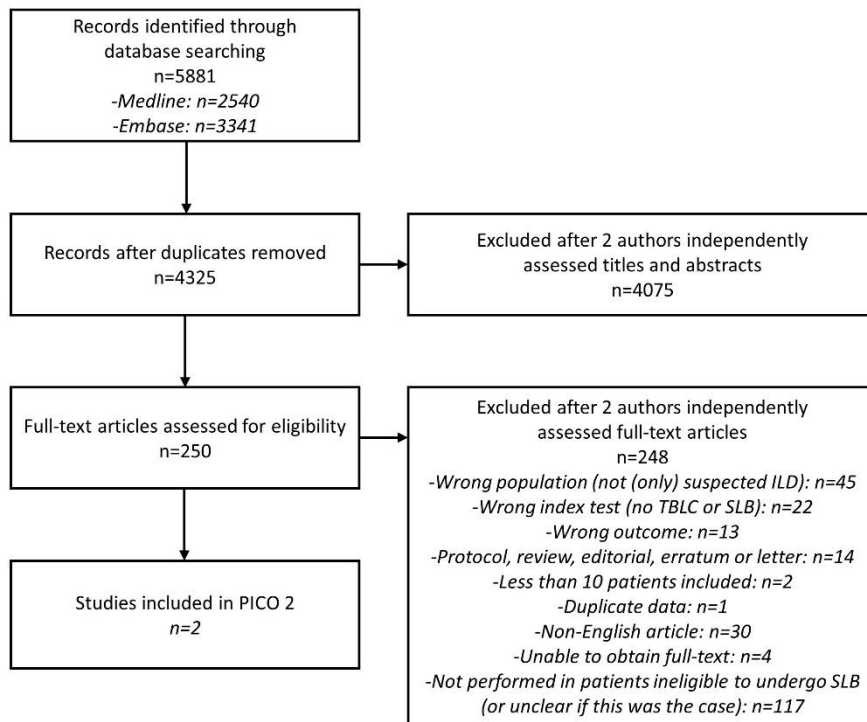 Records identified through
database searching
n=5881
-Medline: n=2540
-Embase: n=3341
Records after duplicates removed
n=4325
Excluded after 2 authors independently
assessed titles and abstracts
n=4075
Full-text articles assessed for eligibility
n=250
Excluded after 2 authors independently
assessed full-text articles
n=248
-Wrong population (not (only) suspected ILD): n=45
-Wrong index test (no TBLC or SLB): n=22
-Wrong outcome: n=13
-Protocol, review, editorial, erratum or letter: n=14
-Less than 10 patients included: n=2
-Duplicate data: n=1
-Non-English article: n=30
-Unable to obtain full-text: n=4
-Not performed in patients ineligible to undergo SLB
(or unclear if this was the case): n=117
Studies included in PICO 2
n=2